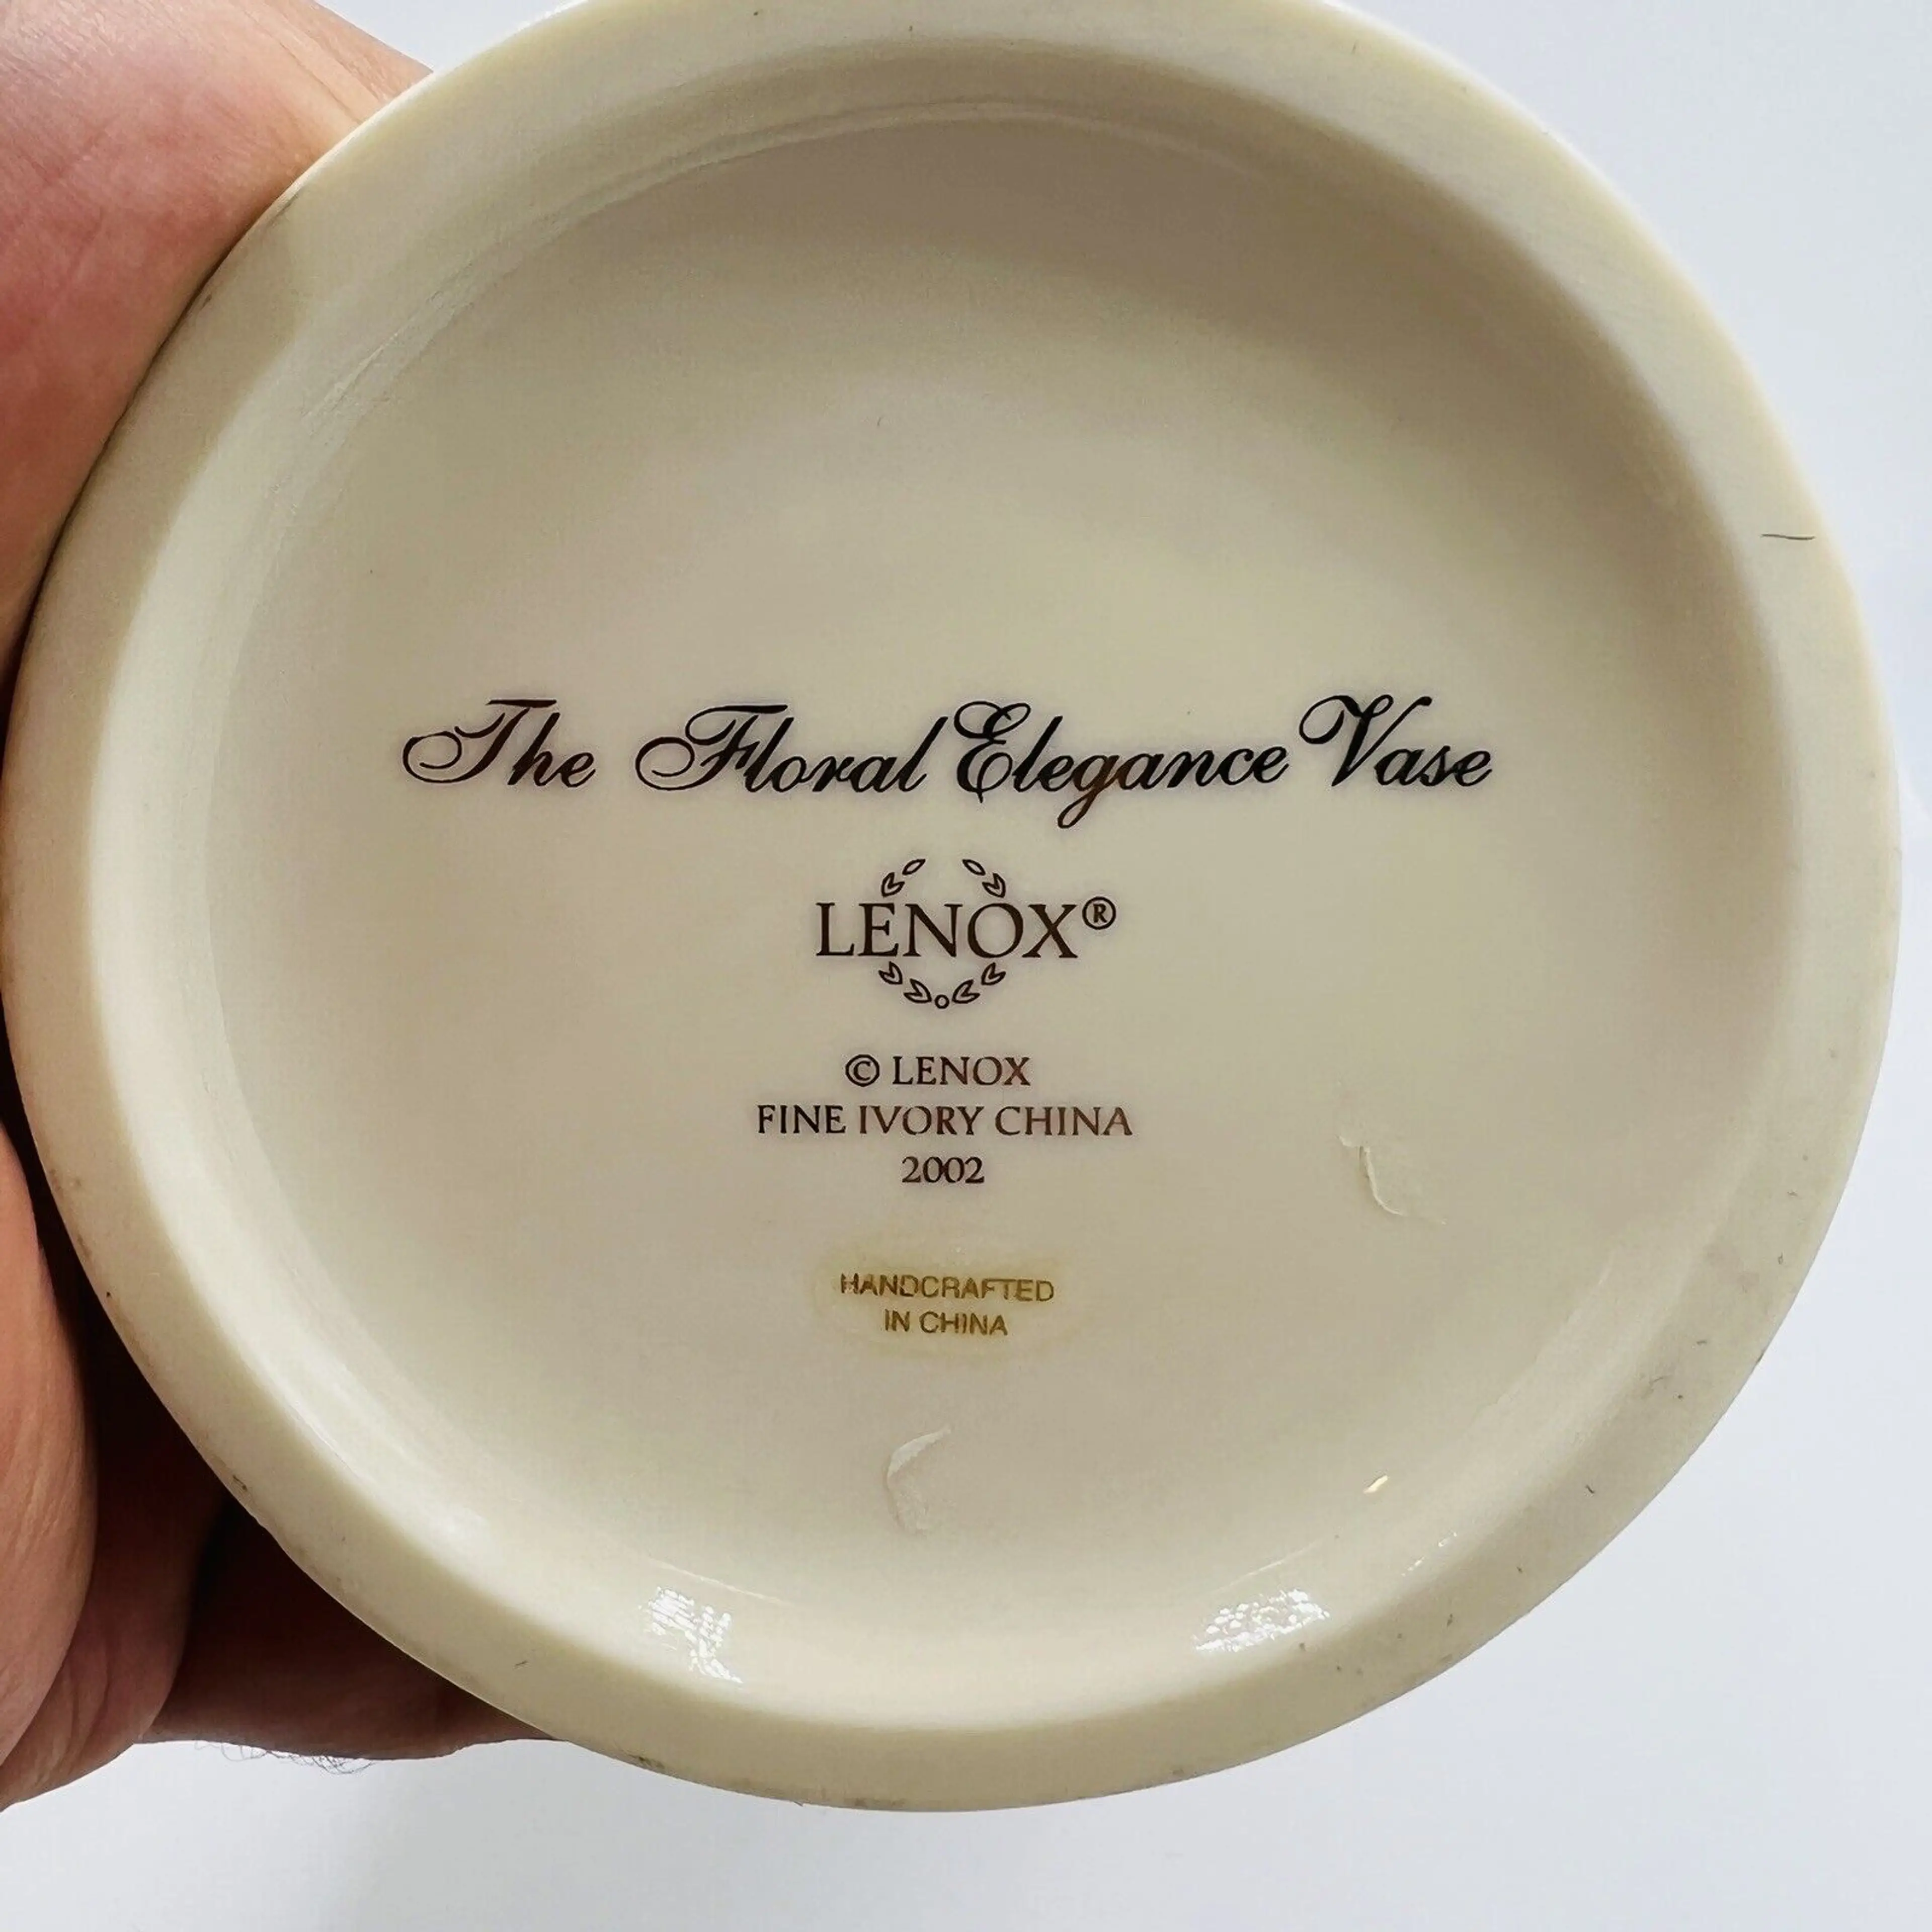 The Floral Elegance Vase
LENOX®
© LENOX
FINE IVORY CHINA
2002
HANDCRAFTED
IN CHINA